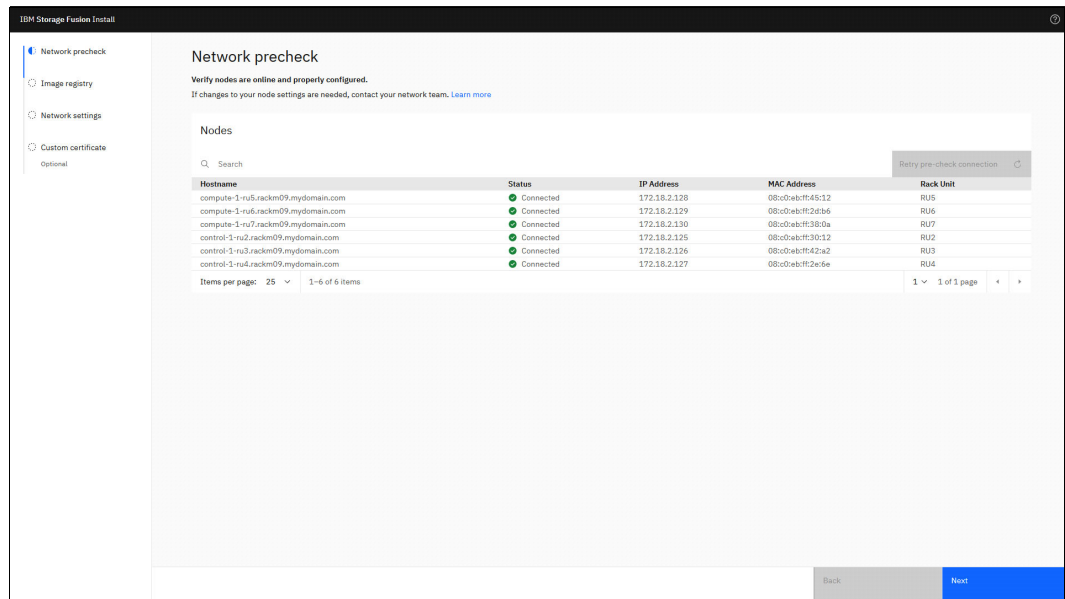 IBM Storage Fusion Install
Network precheck
Image registry
Network settings
Custom certificate
Optional
Network precheck
Verify nodes are online and properly configured.
If changes to your node settings are needed, contact your network team. Learn more
Nodes
Search
Retry pre-check connection
Hostname Status IP Address MAC Address Rack Unit
compute-1-ru5.rackm09.mydomain.com Connected 172.18.2.128 08:c0:eb:ff:45:12 RU5
compute-1-ru6.rackm09.mydomain.com Connected 172.18.2.129 08:c0:eb:ff:2d:b6 RU6
compute-1-ru7.rackm09.mydomain.com Connected 172.18.2.130 08:c0:eb:ff:38:0a RU7
control-1-ru2.rackm09.mydomain.com Connected 172.18.2.125 08:c0:eb:ff:30:12 RU2
control-1-ru3.rackm09.mydomain.com Connected 172.18.2.126 08:c0:eb:ff:42:a2 RU3
control-1-ru4.rackm09.mydomain.com Connected 172.18.2.127 08:c0:eb:ff:2e:6e RU4
Items per page: 25 1–6 of 6 items 1 1 of 1 page
Back Next